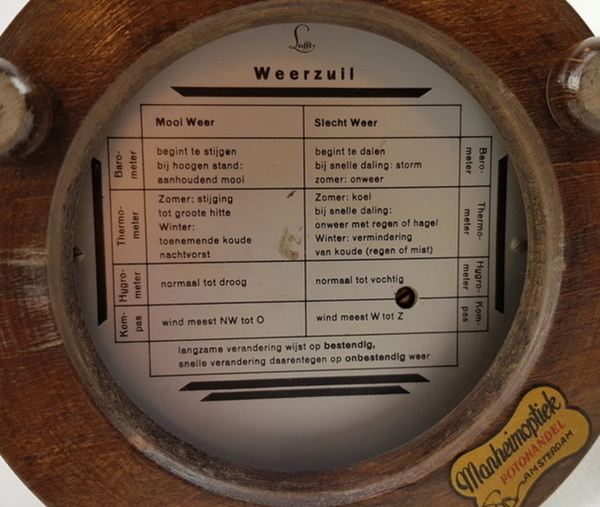 Lufft
Weerzuil
Mooi Weer
Slecht Weer
Baro-
meter
begint te stijgen
bij hoogen stand:
aanhoudend mooi
begint te dalen
bij snelle daling: storm
zomer: onweer
Baro-
meter
Thermo-
meter
Zomer: stijging
tot groote hitte
Winter:
toenemende koude
nachtvorst
Zomer: koel
bij snelle daling:
onweer met regen of hagel
Winter: vermindering
van koude (regen of mist)
Thermo-
meter
Hygro-
meter
normaal tot droog
normaal tot vochtig
Hygro-
meter
Kom-
pas
wind meest NW tot O
wind meest W tot Z
Kom-
pas
langzame verandering wijst op bestendig,
snelle verandering daarentegen op onbestendig weer
Manheimoptiek
FOTOHANDEL
AMSTERDAM